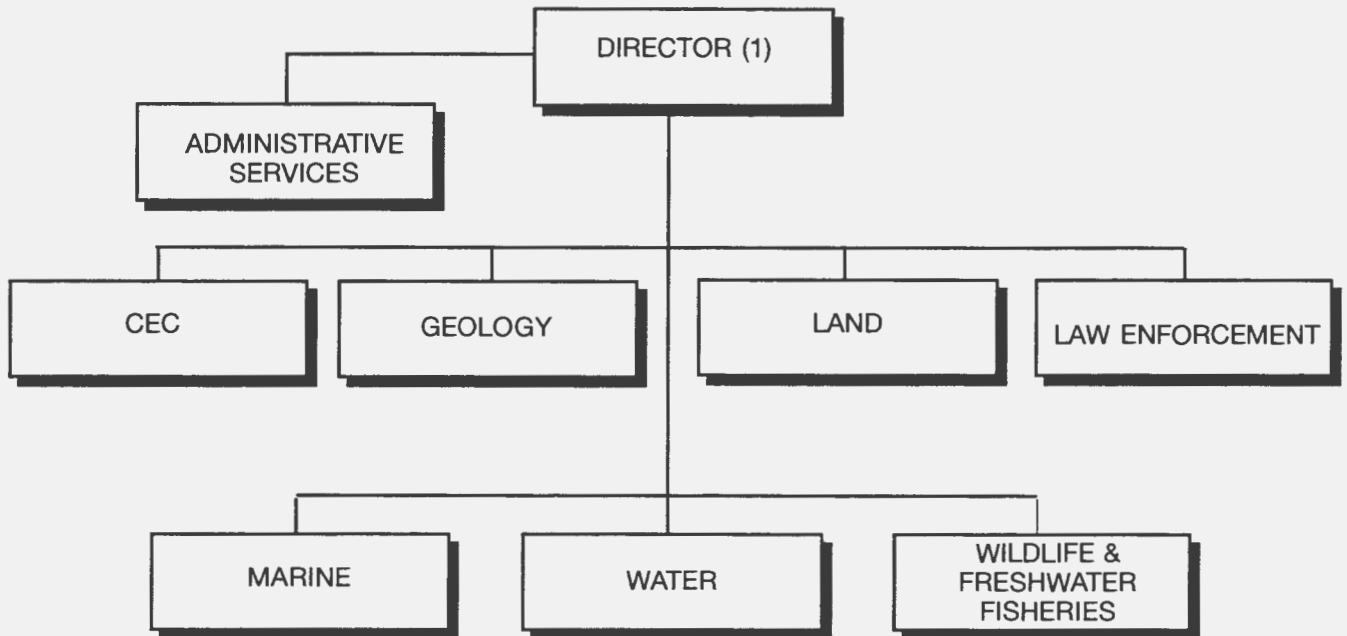 DIRECTOR (1)
ADMINISTRATIVE
SERVICES
CEC
GEOLOGY
LAND
LAW ENFORCEMENT
MARINE
WATER
WILDLIFE &
FRESHWATER
FISHERIES